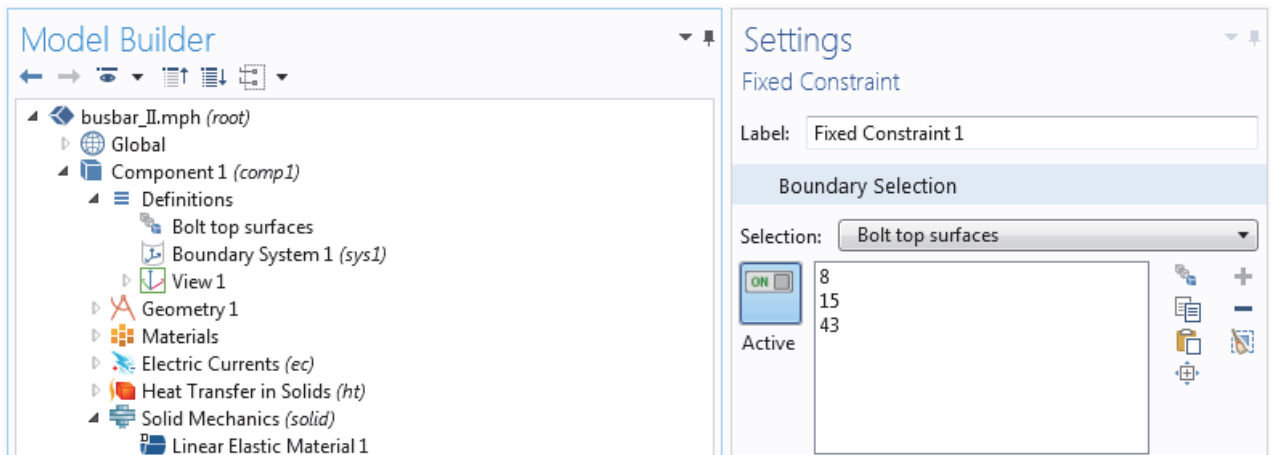 Model Builder
busbar_II.mph (root)
Global
Component 1 (comp1)
Definitions
Bolt top surfaces
Boundary System 1 (sys1)
View 1
Geometry 1
Materials
Electric Currents (ec)
Heat Transfer in Solids (ht)
Solid Mechanics (solid)
D
Linear Elastic Material 1
Settings
Fixed Constraint
Label: Fixed Constraint 1
Boundary Selection
Selection: Bolt top surfaces
ON
Active
8
15
43